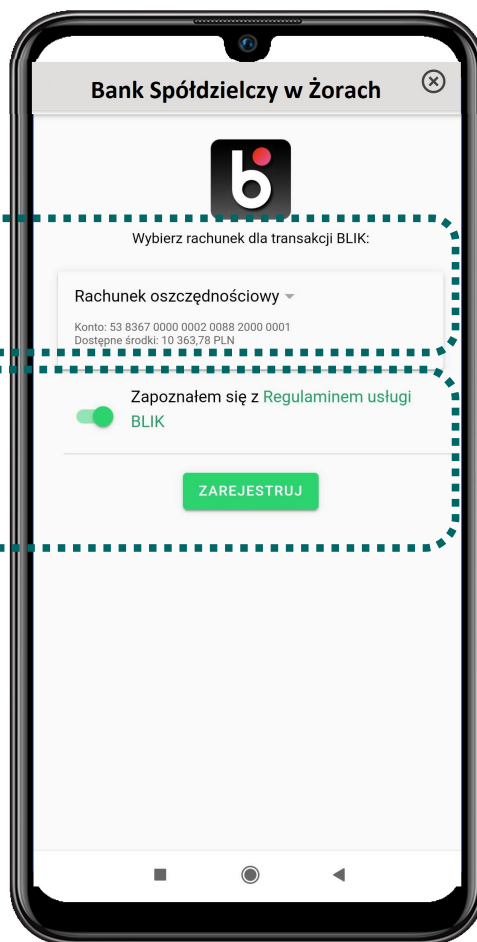 Bank Spółdzielczy w Żorach
b
Wybierz rachunek dla transakcji BLIK:
Rachunek oszczędnościowy
Konto: 53 8367 0000 0002 0088 2000 0001
Dostępne środki: 10 363,78 PLN
Zapoznałem się z Regulaminem usługi
BLIK
ZAREJESTRUJ